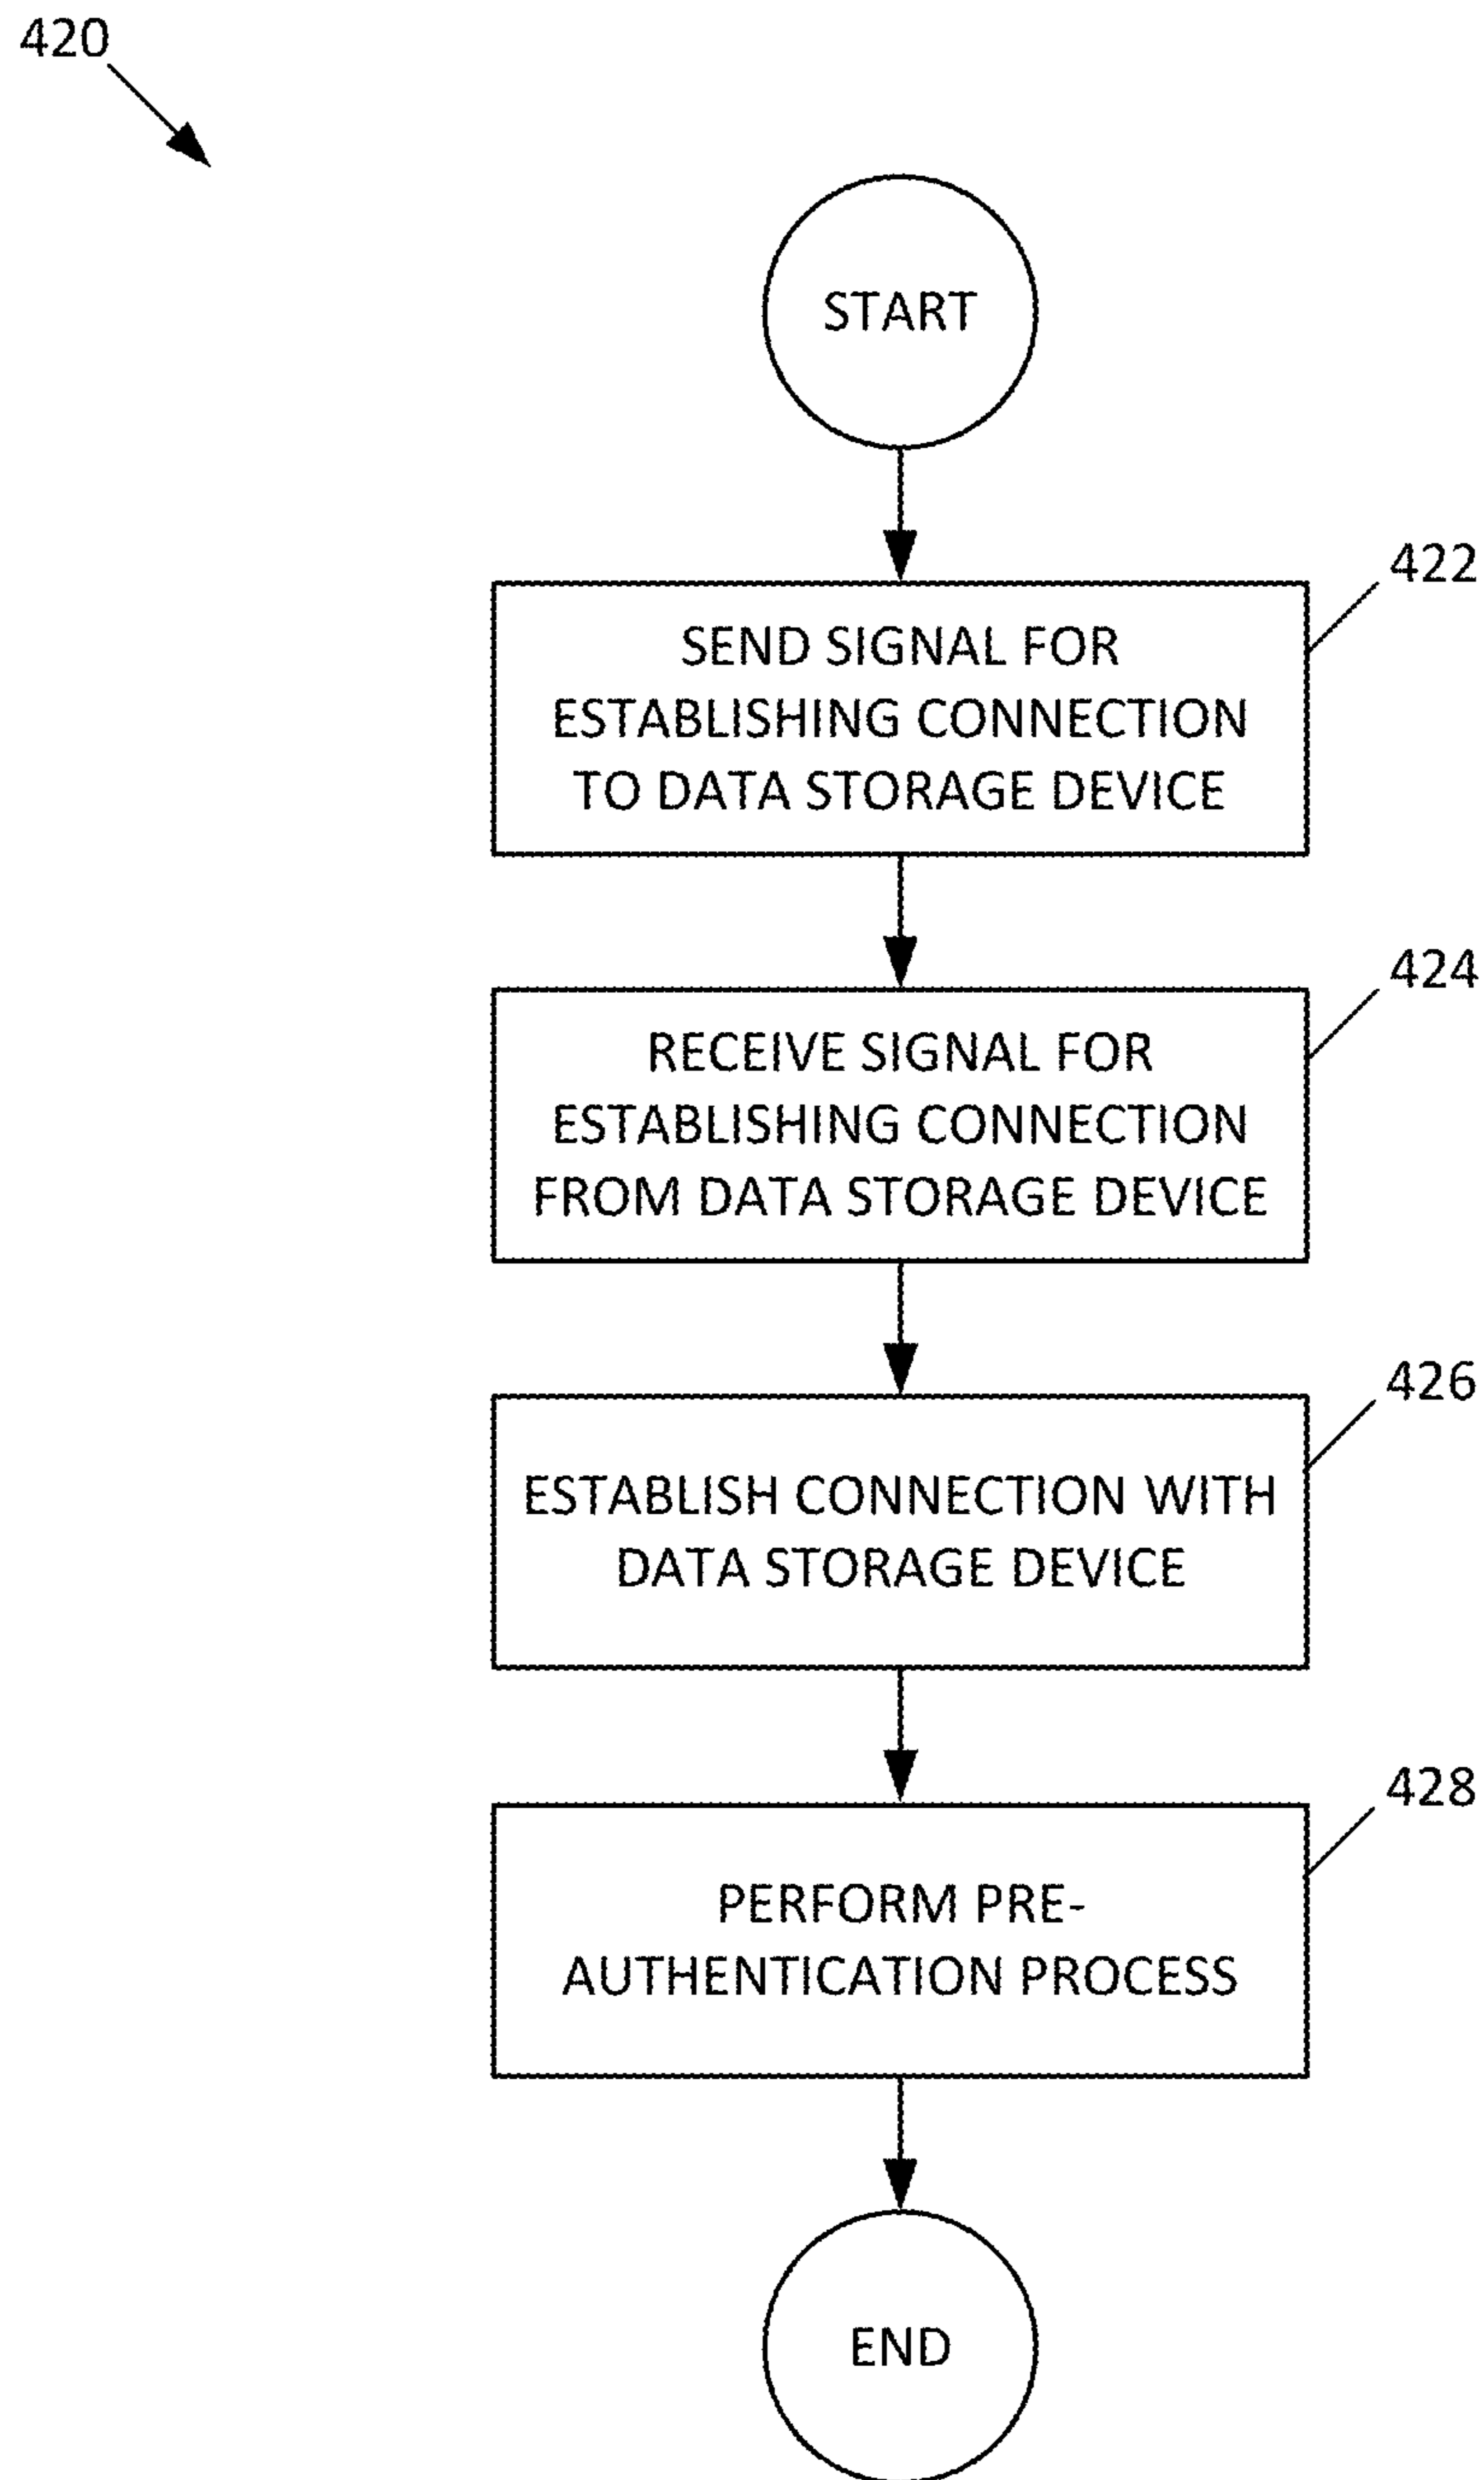 420
START
422
SEND SIGNAL FOR
ESTABLISHING CONNECTION
TO DATA STORAGE DEVICE
424
RECEIVE SIGNAL FOR
ESTABLISHING CONNECTION
FROM DATA STORAGE DEVICE
426
ESTABLISH CONNECTION WITH
DATA STORAGE DEVICE
428
PERFORM PRE-
AUTHENTICATION PROCESS
END